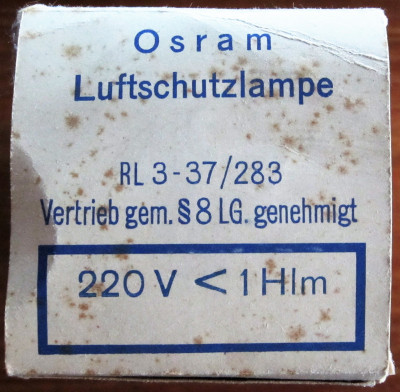 Osram
Luftschutzlampe
RL 3-37/283
Vertrieb gem. § 8 LG. genehmigt
220 V < 1 Hlm